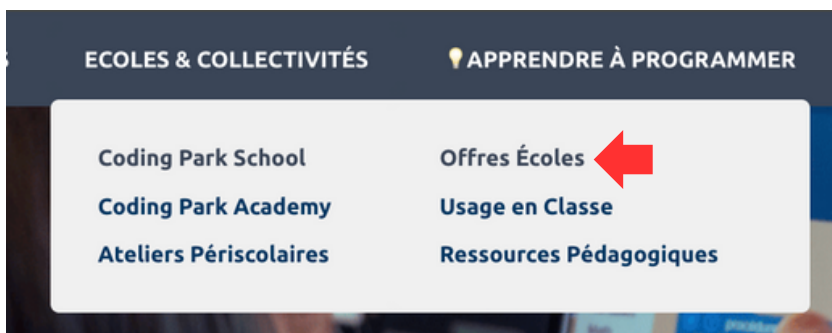 ECOLES & COLLECTIVITÉS
APPRENDRE À PROGRAMMER
Coding Park School
Offres Écoles
Coding Park Academy
Usage en Classe
Ateliers Périscolaires
Ressources Pédagogiques